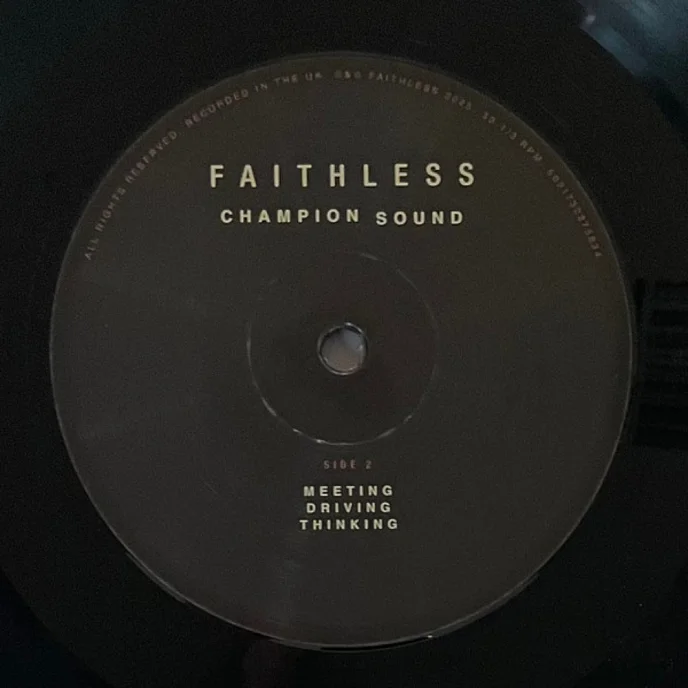 ALL RIGHTS RESERVED. RECORDED IN THE UK. ℗&© FAITHLESS 2025. 33 1/3 RPM.
FAITHLESS
CHAMPION SOUND
SIDE 2
MEETING
DRIVING
THINKING